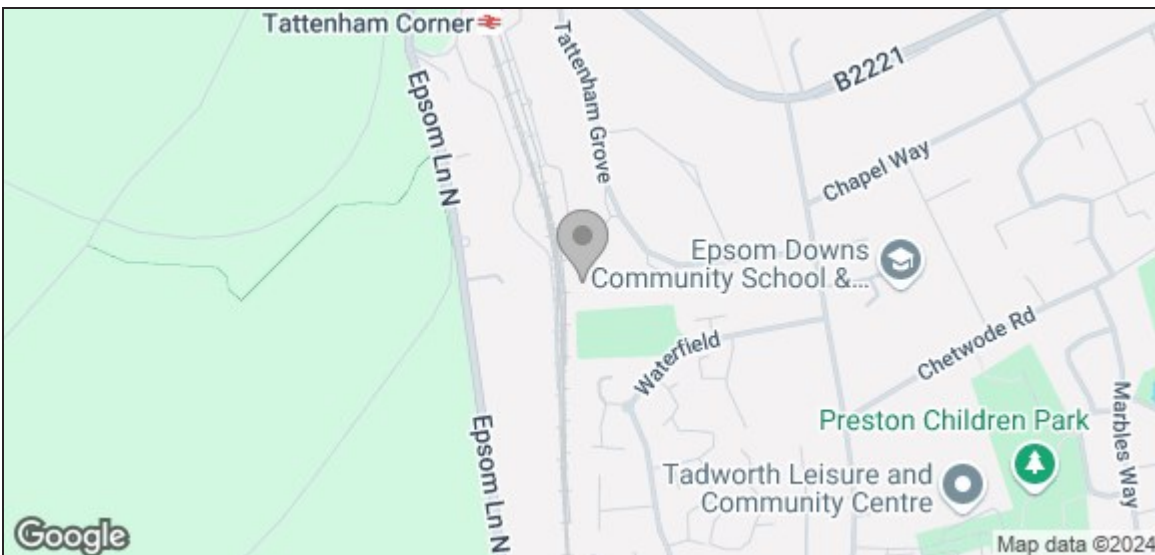 Tattenham Corner
Tattenham Grove
B2221
Epsom Ln N
Chapel Way
Epsom Downs
Community School &...
Waterfield
Chetwode Rd
Marbles Way
Preston Children Park
Epsom Ln N
Tadworth Leisure and
Community Centre
Google
Map data ©2024